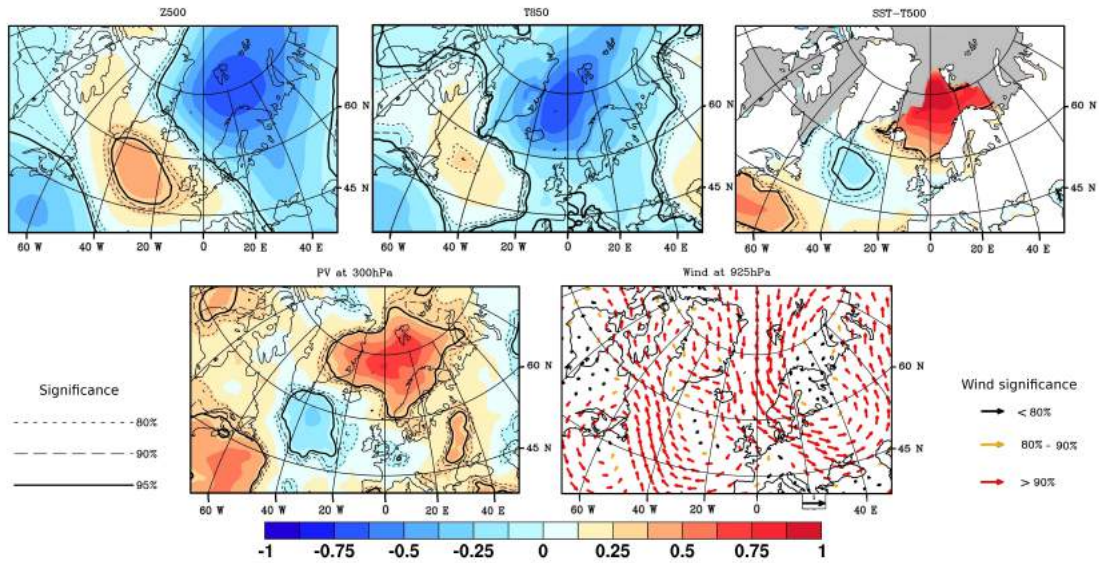 Z500
T850
SST-T500
60 N
60 N
60 N
45 N
45 N
45 N
60 W 40 W 20 W 0 20 E 40 E
60 W 40 W 20 W 0 20 E 40 E
60 W 40 W 20 W 0 20 E 40 E
PV at 300hPa
Wind at 925hPa
60 N
60 N
45 N
45 N
Significance
80%
90%
95%
Wind significance
< 80%
80% - 90%
> 90%
60 W 40 W 20 W 0 20 E 40 E
60 W 40 W 20 W 0 40 E
-1 -0.75 -0.5 -0.25 0 0.25 0.5 0.75 1